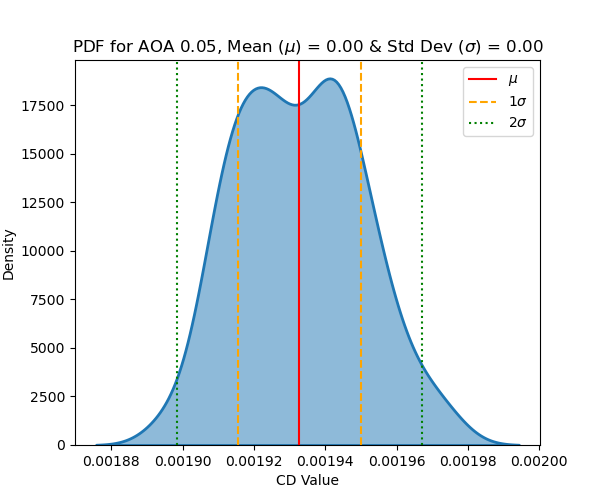 PDF for AOA 0.05, Mean (μ) = 0.00 & Std Dev (σ) = 0.00
μ
1σ
2σ
17500
15000
12500
10000
7500
5000
2500
0
Density
0.00188 0.00190 0.00192 0.00194 0.00196 0.00198 0.00200
CD Value